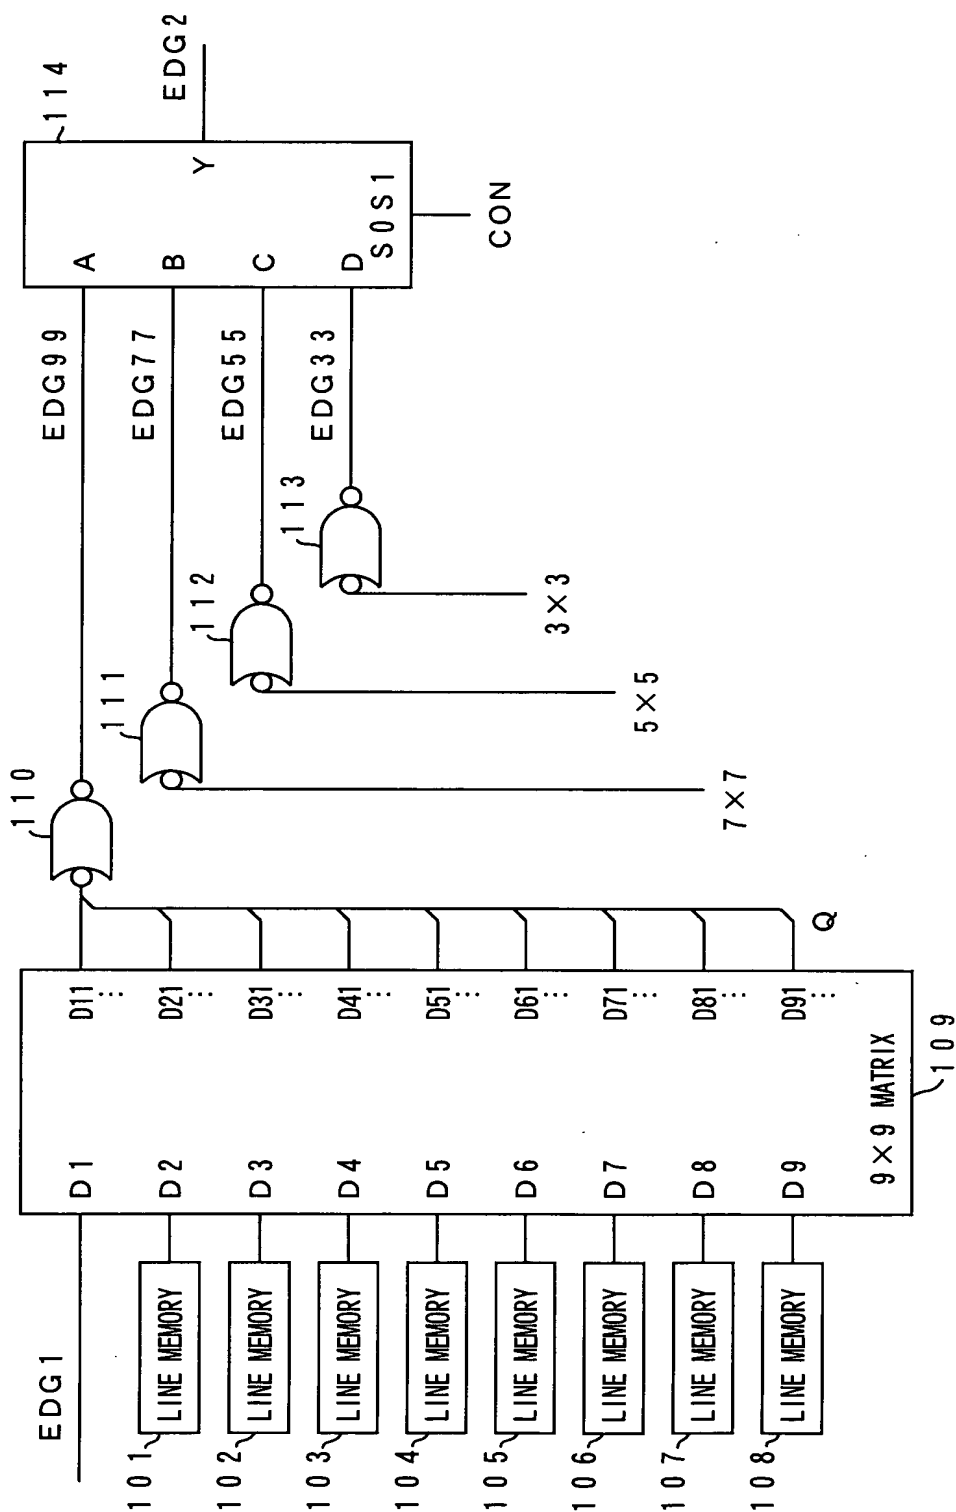 EDG1
101
LINE MEMORY
102
LINE MEMORY
103
LINE MEMORY
104
LINE MEMORY
105
LINE MEMORY
106
LINE MEMORY
107
LINE MEMORY
108
LINE MEMORY
D1
D2
D3
D4
D5
D6
D7
D8
D9
9×9 MATRIX
109
D11...
D21...
D31...
D41...
D51...
D61...
D71...
D81...
D91...
Q
110
111
112
113
7×7
5×5
3×3
EDG99
EDG77
EDG55
EDG33
A
B
C
D
S0S1
Y
CON
114
EDG2